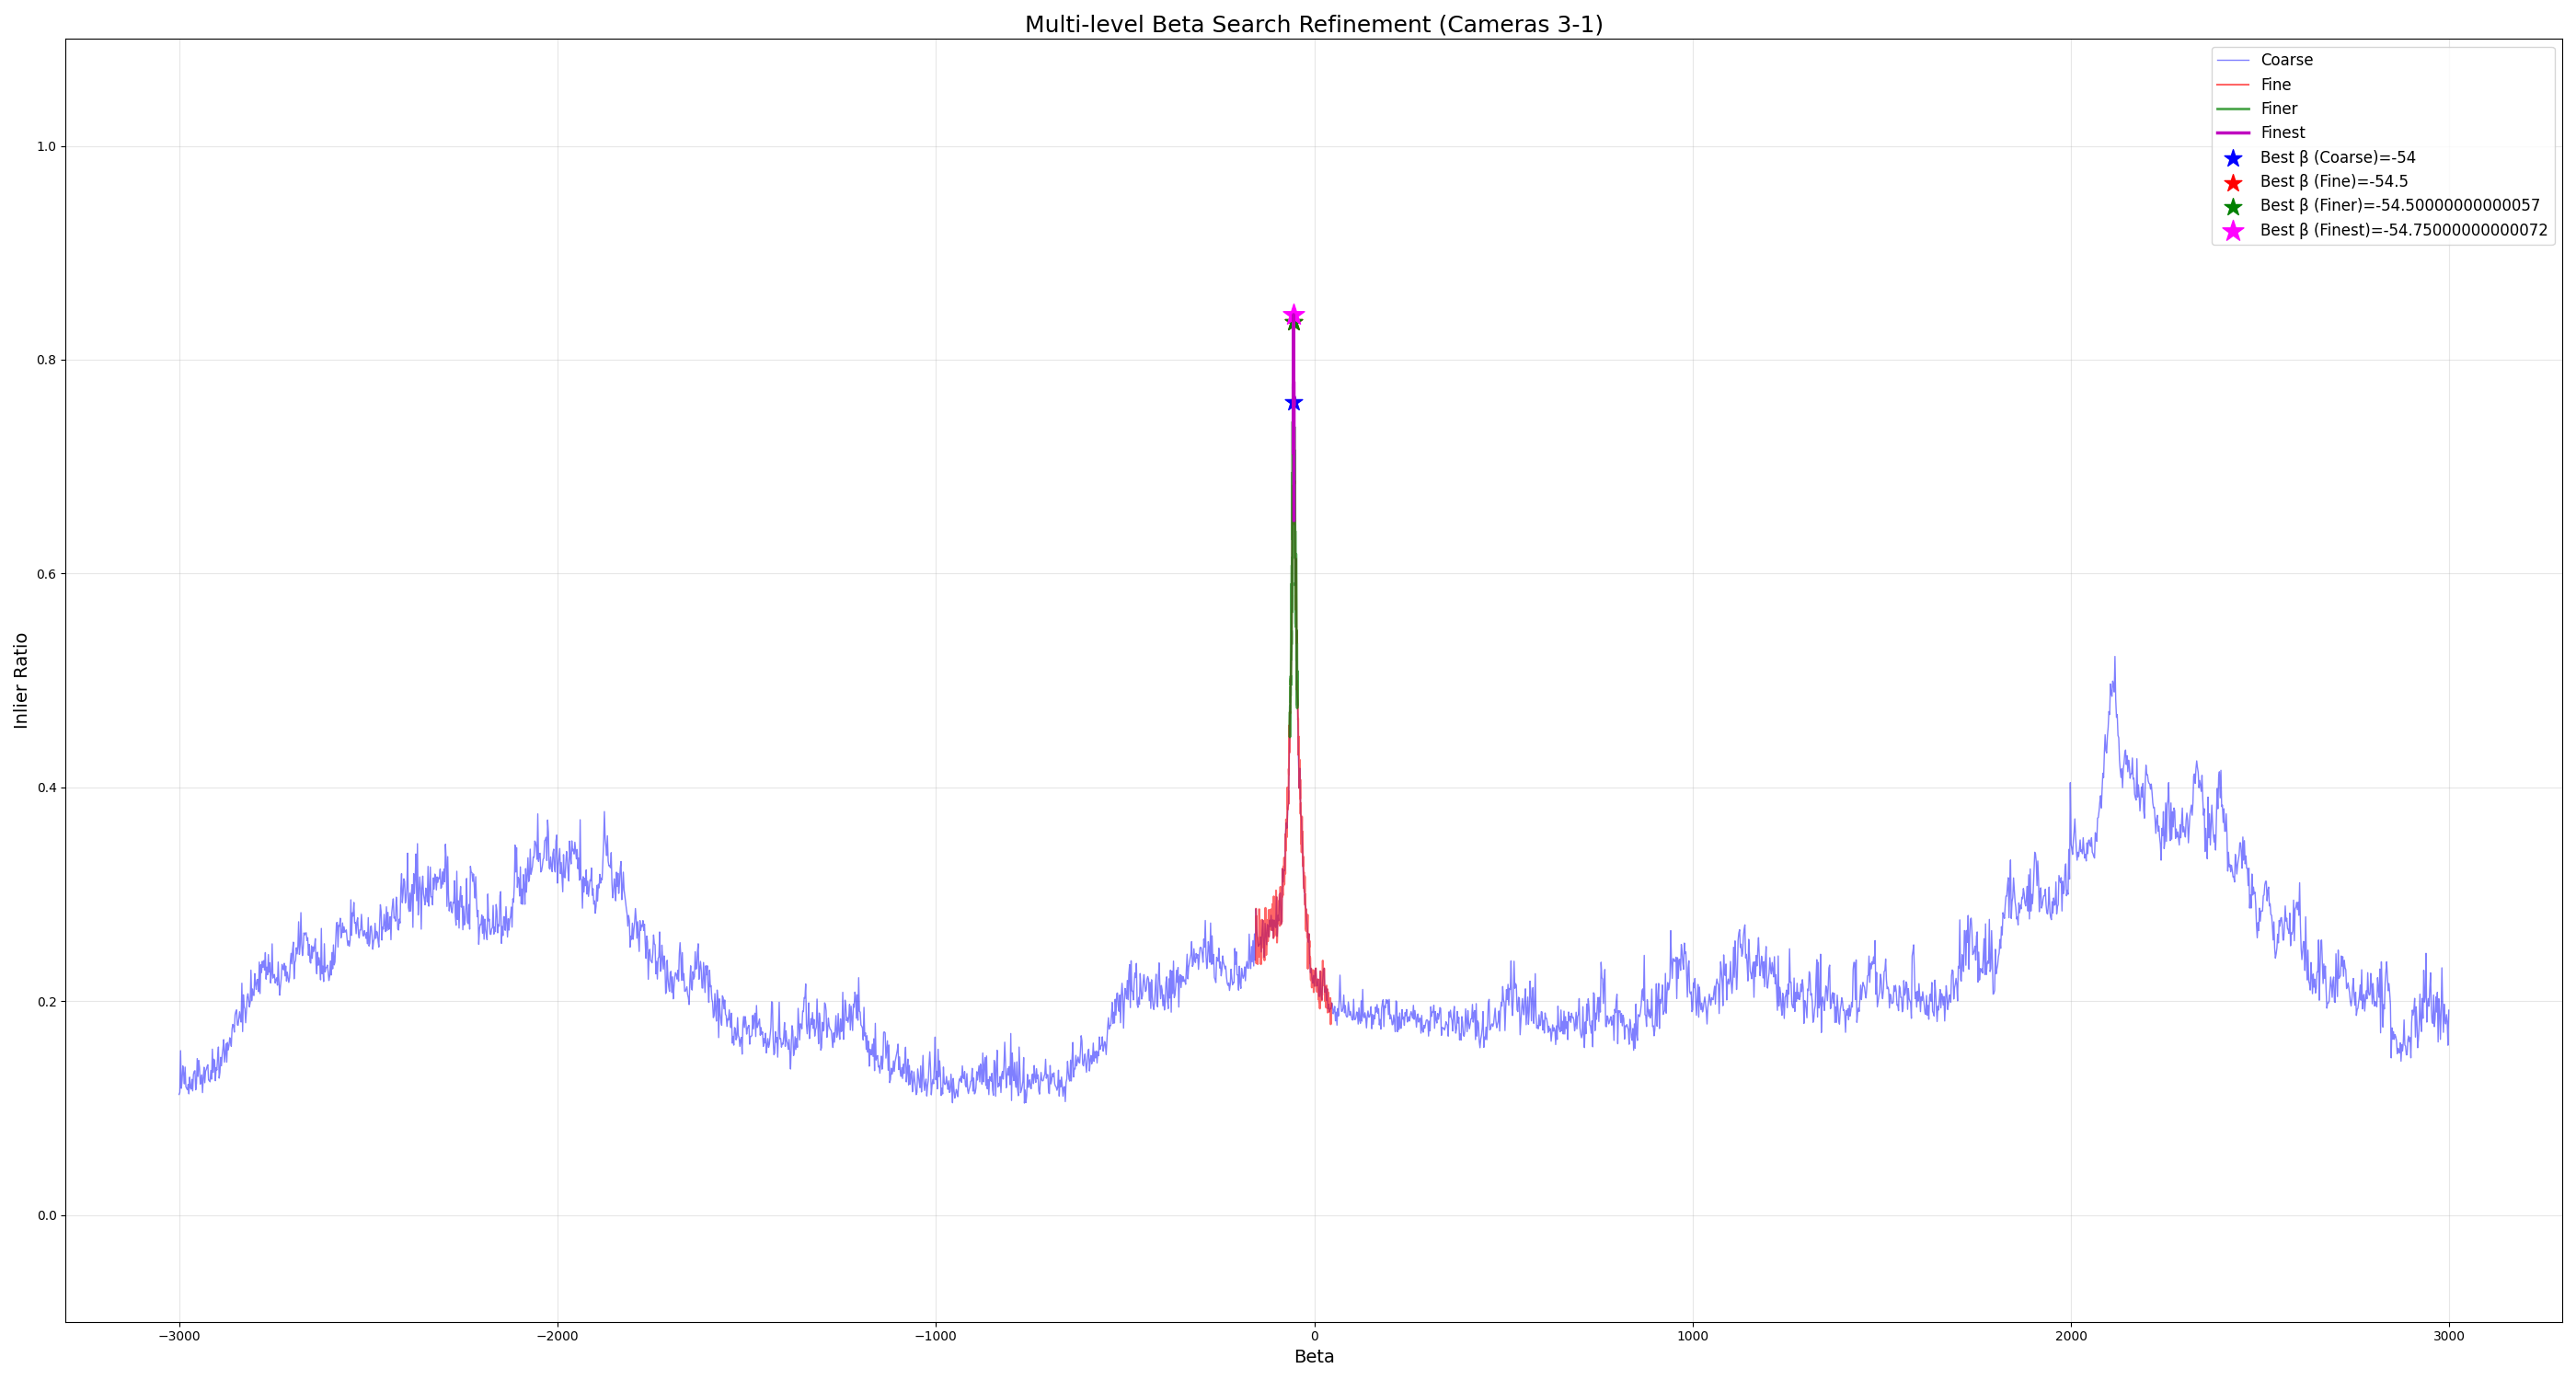 Multi-level Beta Search Refinement (Cameras 3-1)
Coarse
Fine
Finer
Finest
Best β (Coarse)=-54
Best β (Fine)=-54.5
Best β (Finer)=-54.50000000000057
Best β (Finest)=-54.75000000000072
1.0
0.8
0.6
0.4
0.2
0.0
Inlier Ratio
−3000 −2000 −1000 0 1000 2000 3000
Beta